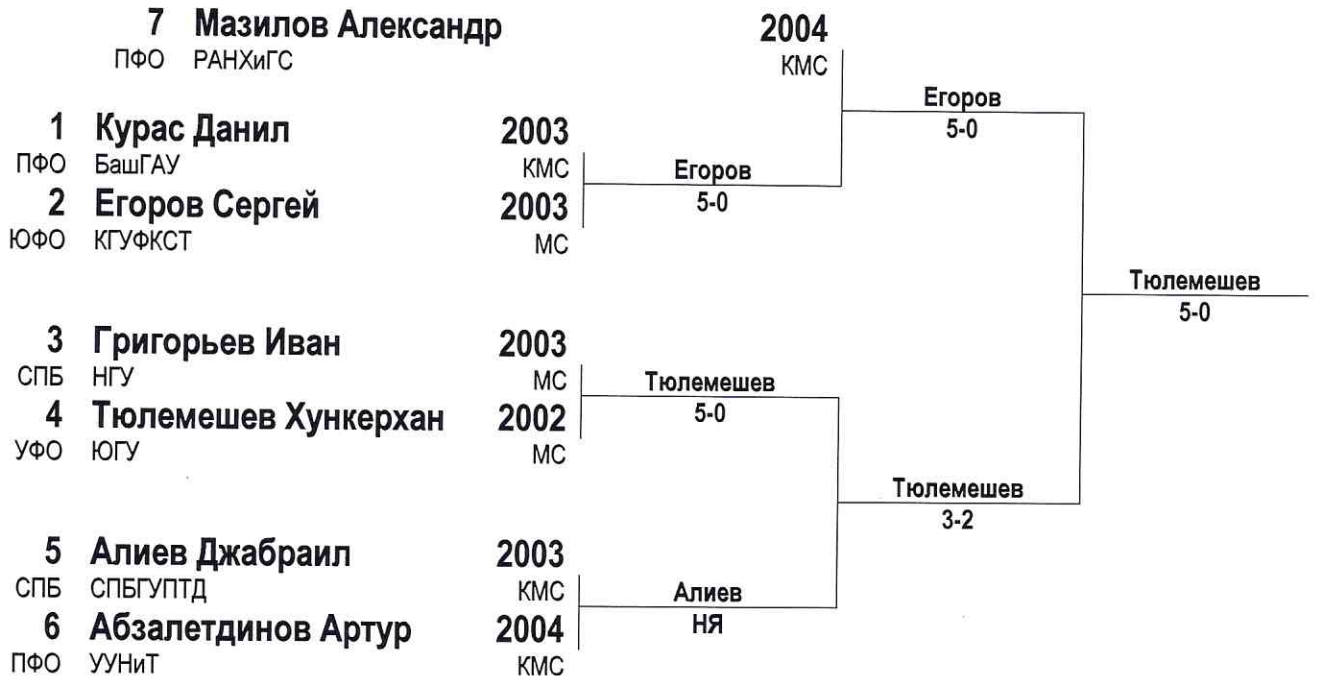 7 Мазилов Александр 2004
ПФО РАНХиГС КМС
Егоров
5-0
1 Курас Данил 2003
ПФО БашГАУ КМС
Егоров
5-0
2 Егоров Сергей 2003
ЮФО КГУФКСТ МС
Тюлемешев
5-0
3 Григорьев Иван 2003
СПБ НГУ МС
Тюлемешев
5-0
4 Тюлемешев Хункерхан 2002
УФО ЮГУ МС
Тюлемешев
3-2
5 Алиев Джабраил 2003
СПБ СПБГУПТД КМС
Алиев
НЯ
6 Абзалетдинов Артур 2004
ПФО УУНиТ КМС